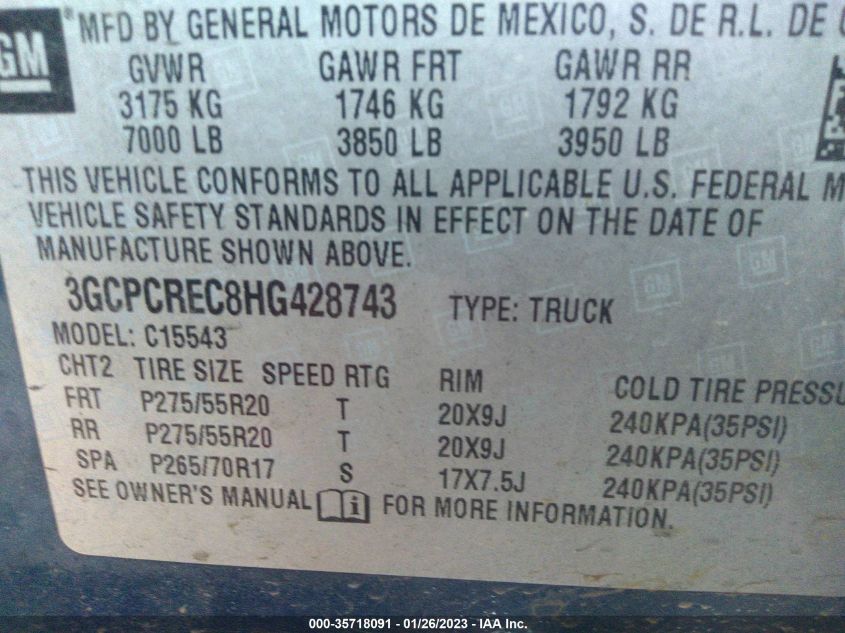 GM ® MFD BY GENERAL MOTORS DE MEXICO, S. DE R.L. DE
GVWR GAWR FRT GAWR RR
3175 KG 1746 KG 1792 KG
7000 LB 3850 LB 3950 LB
THIS VEHICLE CONFORMS TO ALL APPLICABLE U.S. FEDERAL M
VEHICLE SAFETY STANDARDS IN EFFECT ON THE DATE OF
MANUFACTURE SHOWN ABOVE.
3GCPCREC8HG428743 TYPE: TRUCK
MODEL: C15543
CHT2 TIRE SIZE SPEED RTG RIM COLD TIRE PRESSU
FRT P275/55R20 T 20X9J 240KPA(35PSI)
RR P275/55R20 T 20X9J 240KPA(35PSI)
SPA P265/70R17 S 17X7.5J 240KPA(35PSI)
SEE OWNER'S MANUAL i FOR MORE INFORMATION.
000-35718091 - 01/26/2023 - IAA Inc.